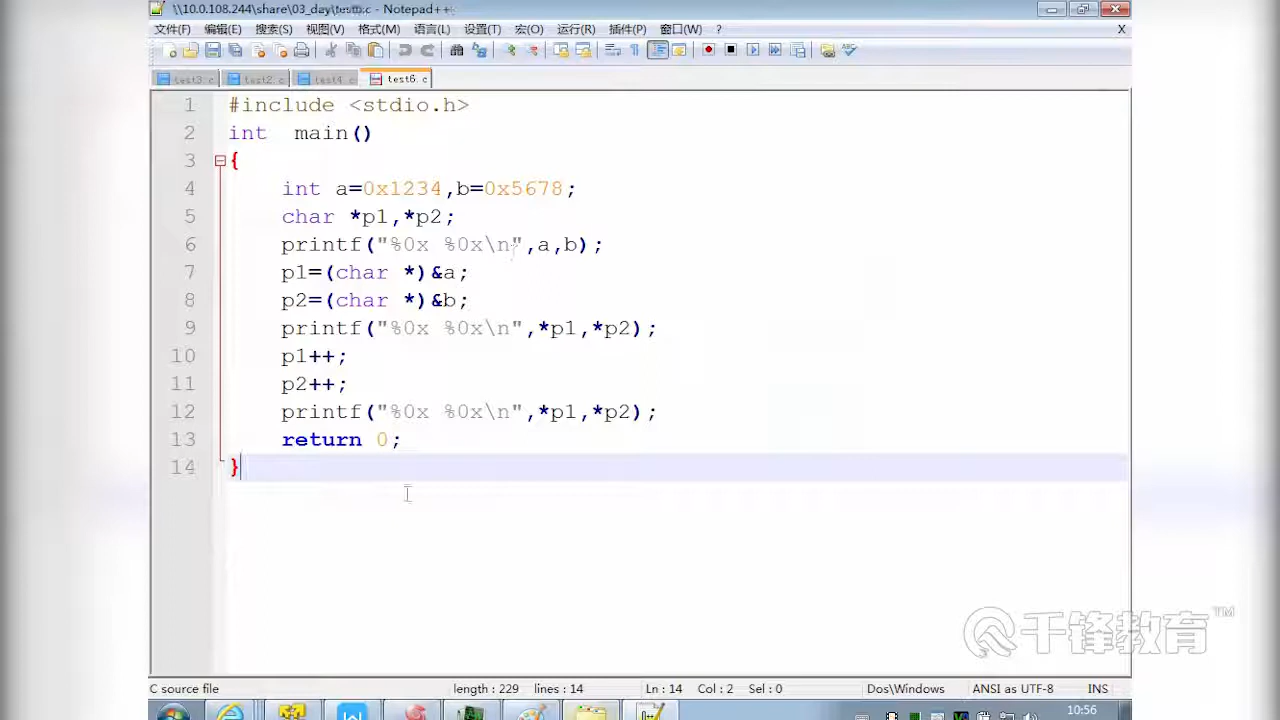 \\10.0.108.244\share\03_day\test6.c - Notepad++
文件(F) 编辑(E) 搜索(S) 视图(V) 格式(M) 语言(L) 设置(T) 宏(O) 运行(R) 插件(P) 窗口(W) ? X
test3.c test2.c test4.c test6.c
1 #include <stdio.h>
2 int  main()
3 {
4     int a=0x1234,b=0x5678;
5     char *p1,*p2;
6     printf("%0x %0x\n",a,b);
7     p1=(char *)&a;
8     p2=(char *)&b;
9     printf("%0x %0x\n",*p1,*p2);
10     p1++;
11     p2++;
12     printf("%0x %0x\n",*p1,*p2);
13     return 0;
14 }
千锋教育TM
C source file length : 229 lines : 14 Ln : 14 Col : 2 Sel : 0 Dos\Windows ANSI as UTF-8 INS
10:56